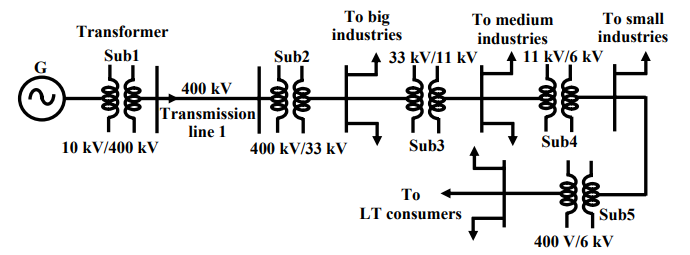 Transformer
Sub1
G
10 kV/400 kV
400 kV
Transmission
line 1
Sub2
400 kV/33 kV
To big
industries
33 kV/11 kV
Sub3
To medium
industries
11 kV/6 kV
Sub4
To small
industries
To
LT consumers
Sub5
400 V/6 kV